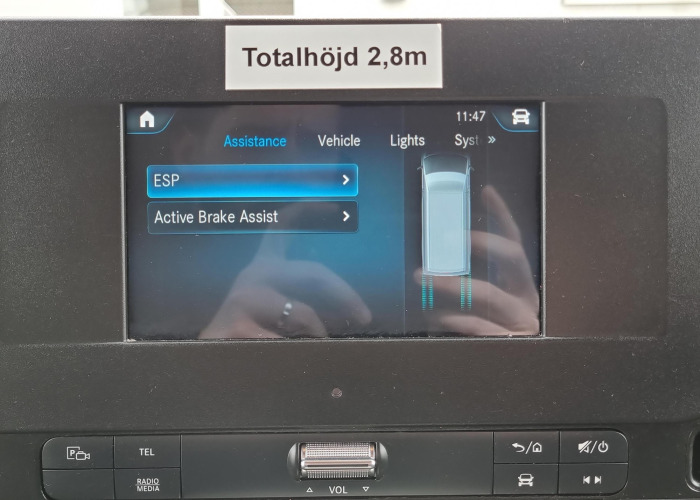 Totalhöjd 2,8m
11:47
Assistance Vehicle Lights Syst »
ESP
Active Brake Assist
P TEL
RADIO
MEDIA
VOL